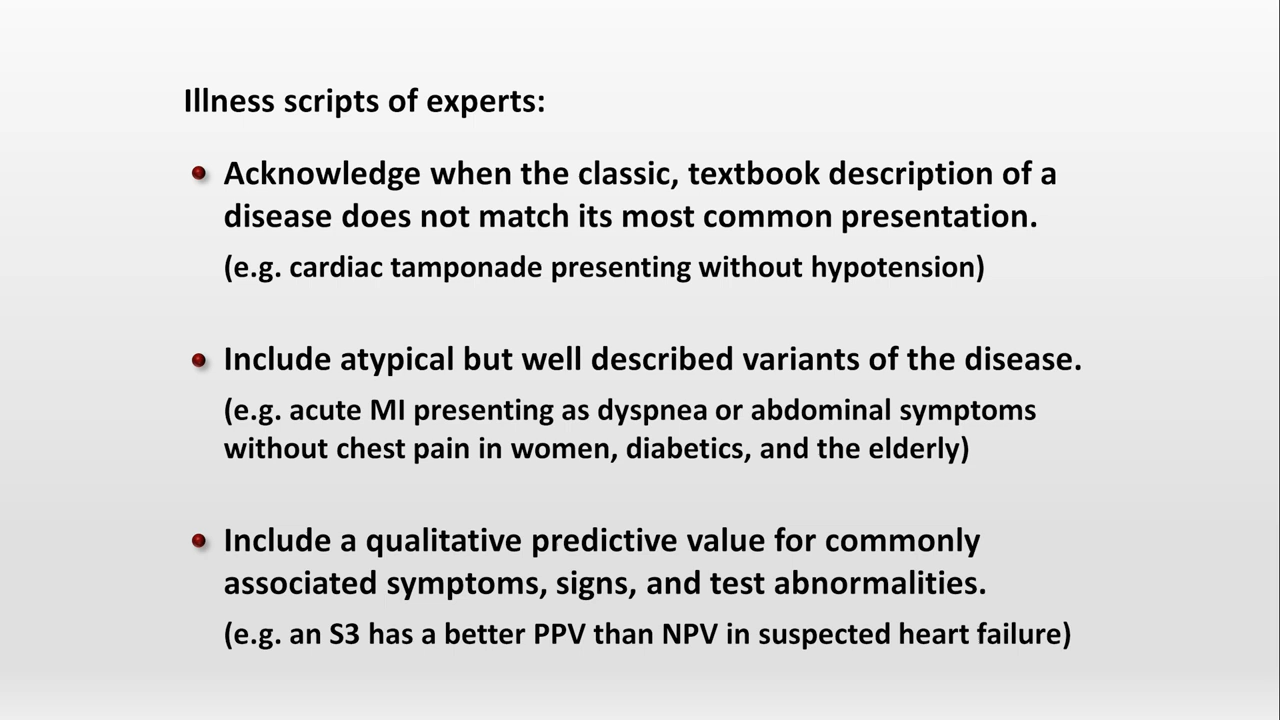 Illness scripts of experts:
Acknowledge when the classic, textbook description of a
disease does not match its most common presentation.
(e.g. cardiac tamponade presenting without hypotension)
Include atypical but well described variants of the disease.
(e.g. acute MI presenting as dyspnea or abdominal symptoms
without chest pain in women, diabetics, and the elderly)
Include a qualitative predictive value for commonly
associated symptoms, signs, and test abnormalities.
(e.g. an S3 has a better PPV than NPV in suspected heart failure)